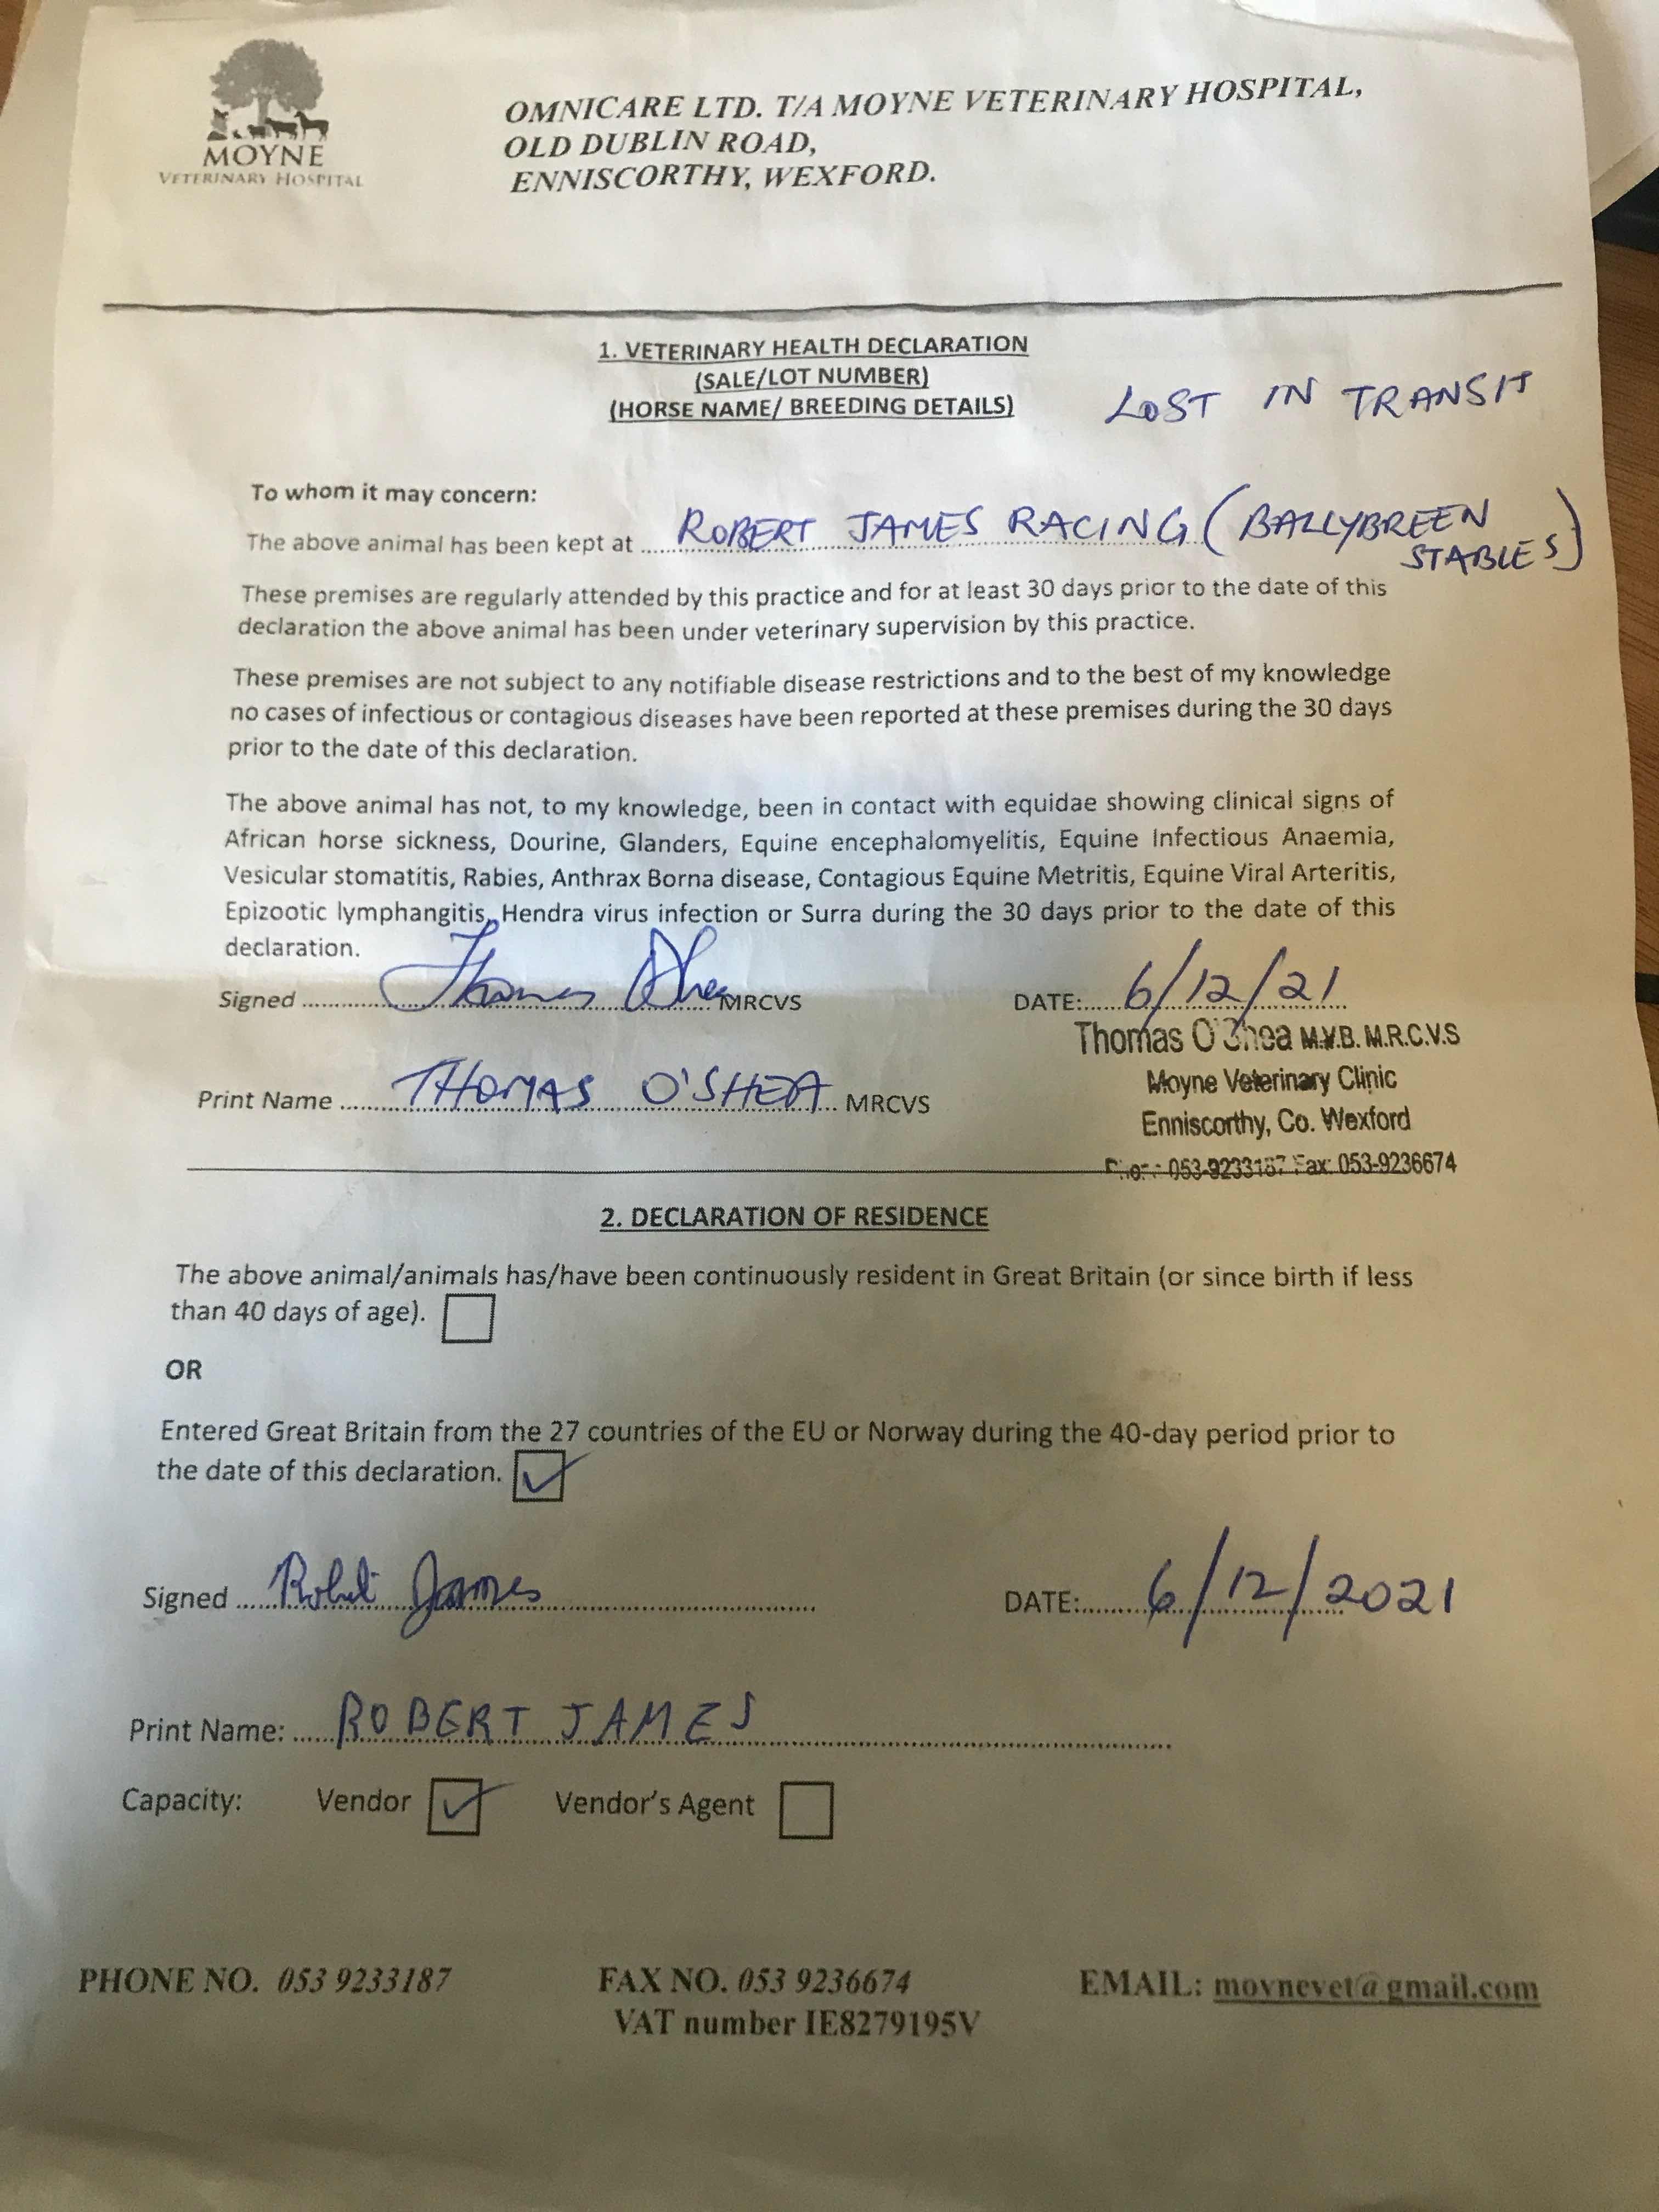 MOYNE
VETERINARY HOSPITAL
OMNICARE LTD. T/A MOYNE VETERINARY HOSPITAL,
OLD DUBLIN ROAD,
ENNISCORTHY, WEXFORD.
1. VETERINARY HEALTH DECLARATION
(SALE/LOT NUMBER)
(HORSE NAME/ BREEDING DETAILS)
LOST IN TRANSIT
To whom it may concern:
The above animal has been kept at ..... ROBERT JAMES RACING (BALLYBREEN
STABLES)
These premises are regularly attended by this practice and for at least 30 days prior to the date of this
declaration the above animal has been under veterinary supervision by this practice.
These premises are not subject to any notifiable disease restrictions and to the best of my knowledge
no cases of infectious or contagious diseases have been reported at these premises during the 30 days
prior to the date of this declaration.
The above animal has not, to my knowledge, been in contact with equidae showing clinical signs of
African horse sickness, Dourine, Glanders, Equine encephalomyelitis, Equine Infectious Anaemia,
Vesicular stomatitis, Rabies, Anthrax Borna disease, Contagious Equine Metritis, Equine Viral Arteritis,
Epizootic lymphangitis, Hendra virus infection or Surra during the 30 days prior to the date of this
declaration.
Signed ..... Thomas O'Shea MRCVS DATE: ..... 6/12/21
Thomas O'Shea M.V.B. M.R.C.V.S
Moyne Veterinary Clinic
Enniscorthy, Co. Wexford
053-9233187 Fax: 053-9236674
Print Name ..... THOMAS O'SHEA MRCVS
2. DECLARATION OF RESIDENCE
The above animal/animals has/have been continuously resident in Great Britain (or since birth if less
than 40 days of age).
OR
Entered Great Britain from the 27 countries of the EU or Norway during the 40-day period prior to
the date of this declaration. ✓
Signed ..... Robert James DATE: ..... 6/12/2021
Print Name: ..... ROBERT JAMES
Capacity: Vendor ✓ Vendor's Agent
PHONE NO. 053 9233187 FAX NO. 053 9236674 EMAIL: moynevet@gmail.com
VAT number IE8279195V